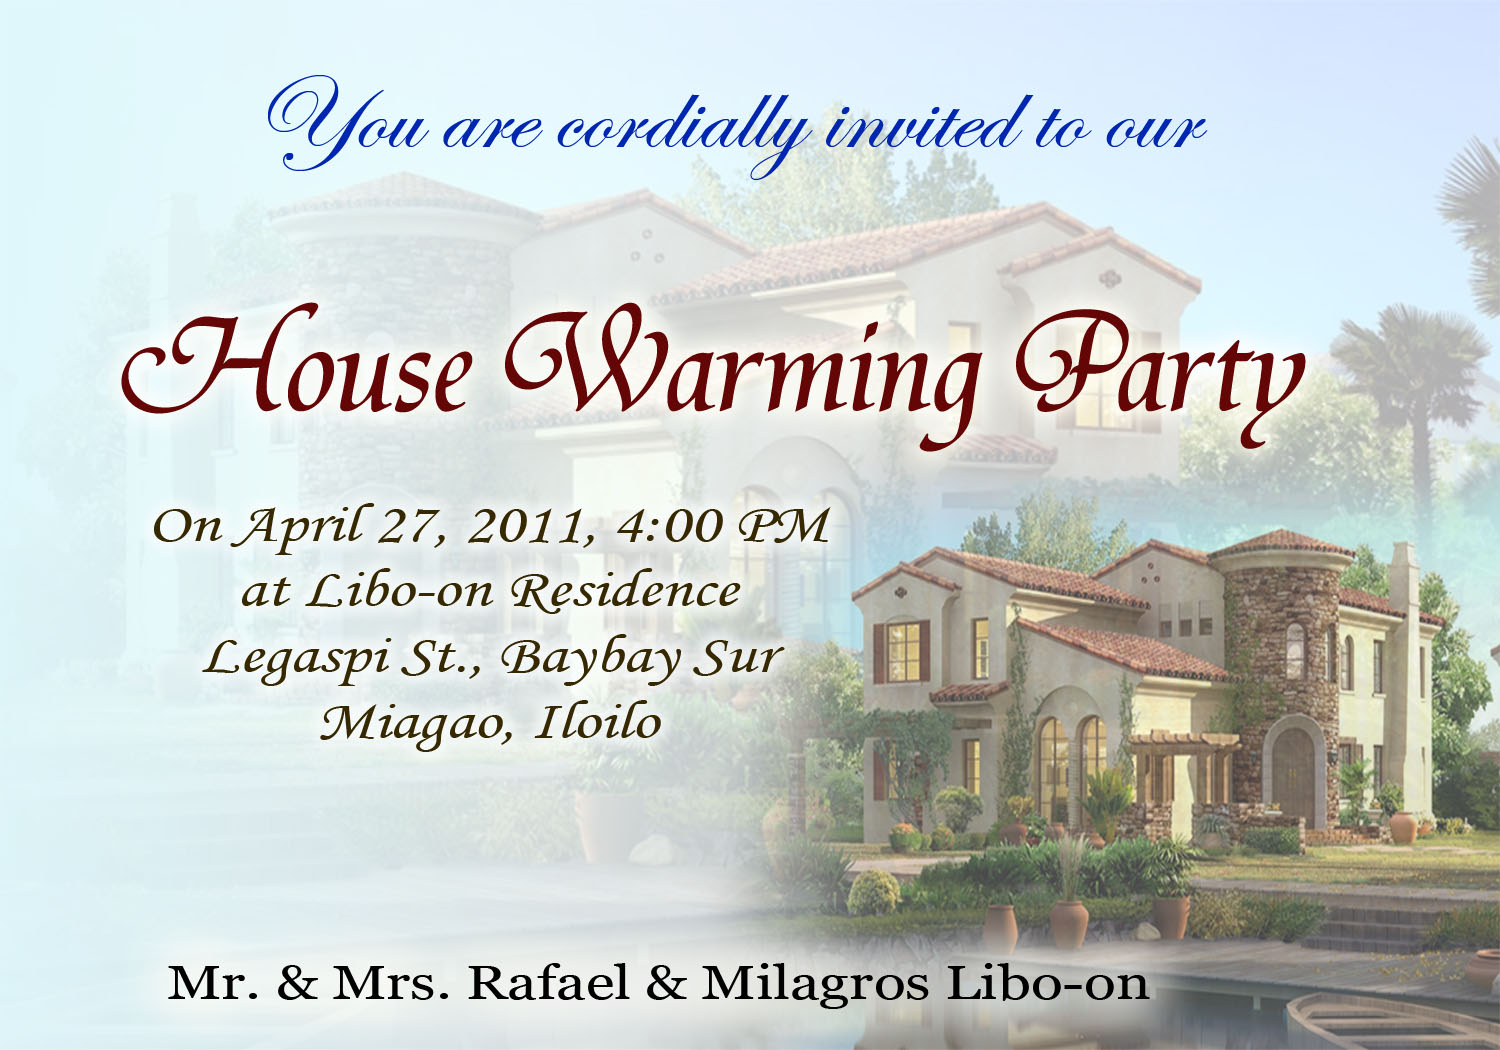 You are cordially invited to our
House Warming Party
On April 27, 2011, 4:00 PM
at Libo-on Residence
Legaspi St., Baybay Sur
Miagao, Iloilo
Mr. & Mrs. Rafael & Milagros Libo-on